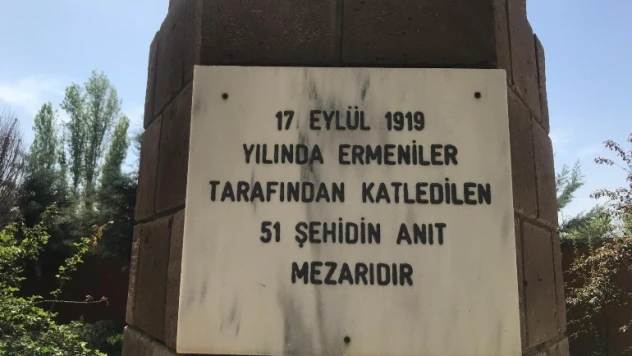 17 EYLÜL 1919
YILINDA ERMENİLER
TARAFINDAN KATLEDİLEN
51 ŞEHİDİN ANIT
MEZARIDIR